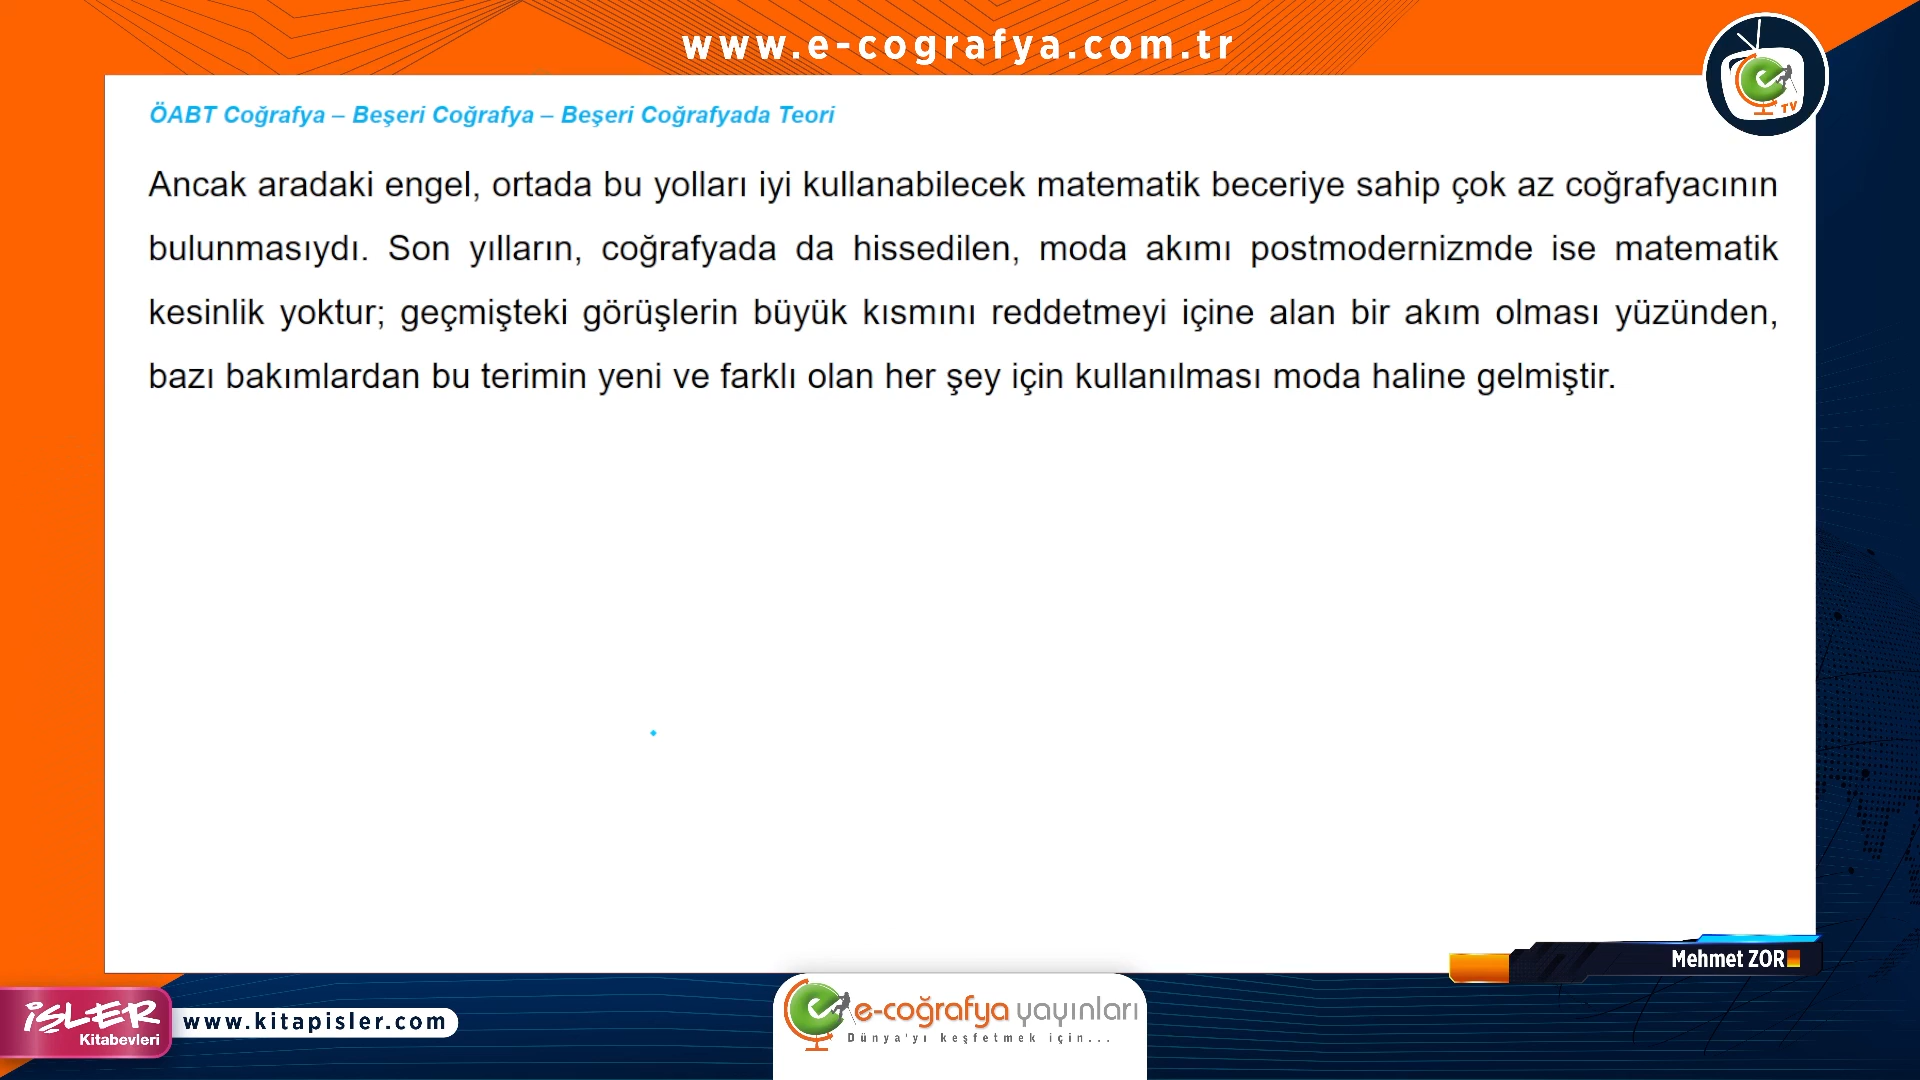 www.e-cografya.com.tr
TV
ÖABT Coğrafya – Beşeri Coğrafya – Beşeri Coğrafyada Teori
Ancak aradaki engel, ortada bu yolları iyi kullanabilecek matematik beceriye sahip çok az coğrafyacının
bulunmasıydı. Son yılların, coğrafyada da hissedilen, moda akımı postmodernizmde ise matematik
kesinlik yoktur; geçmişteki görüşlerin büyük kısmını reddetmeyi içine alan bir akım olması yüzünden,
bazı bakımlardan bu terimin yeni ve farklı olan her şey için kullanılması moda haline gelmiştir.
Mehmet ZOR
İŞLER
Kitabevleri
www.kitapisler.com
e-coğrafya yayınları
Dünya'yı keşfetmek için...